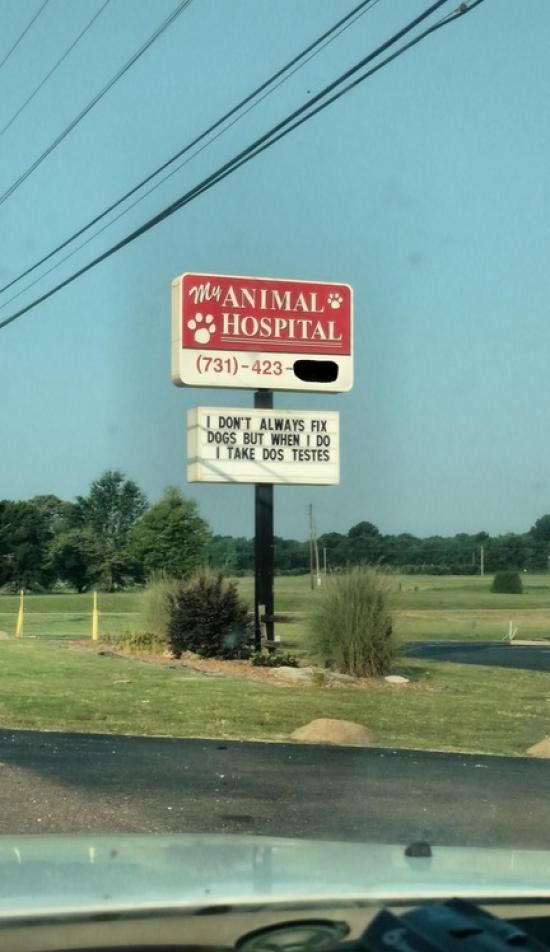 My ANIMAL
HOSPITAL
(731)-423-
I DON'T ALWAYS FIX
DOGS BUT WHEN I DO
I TAKE DOS TESTES